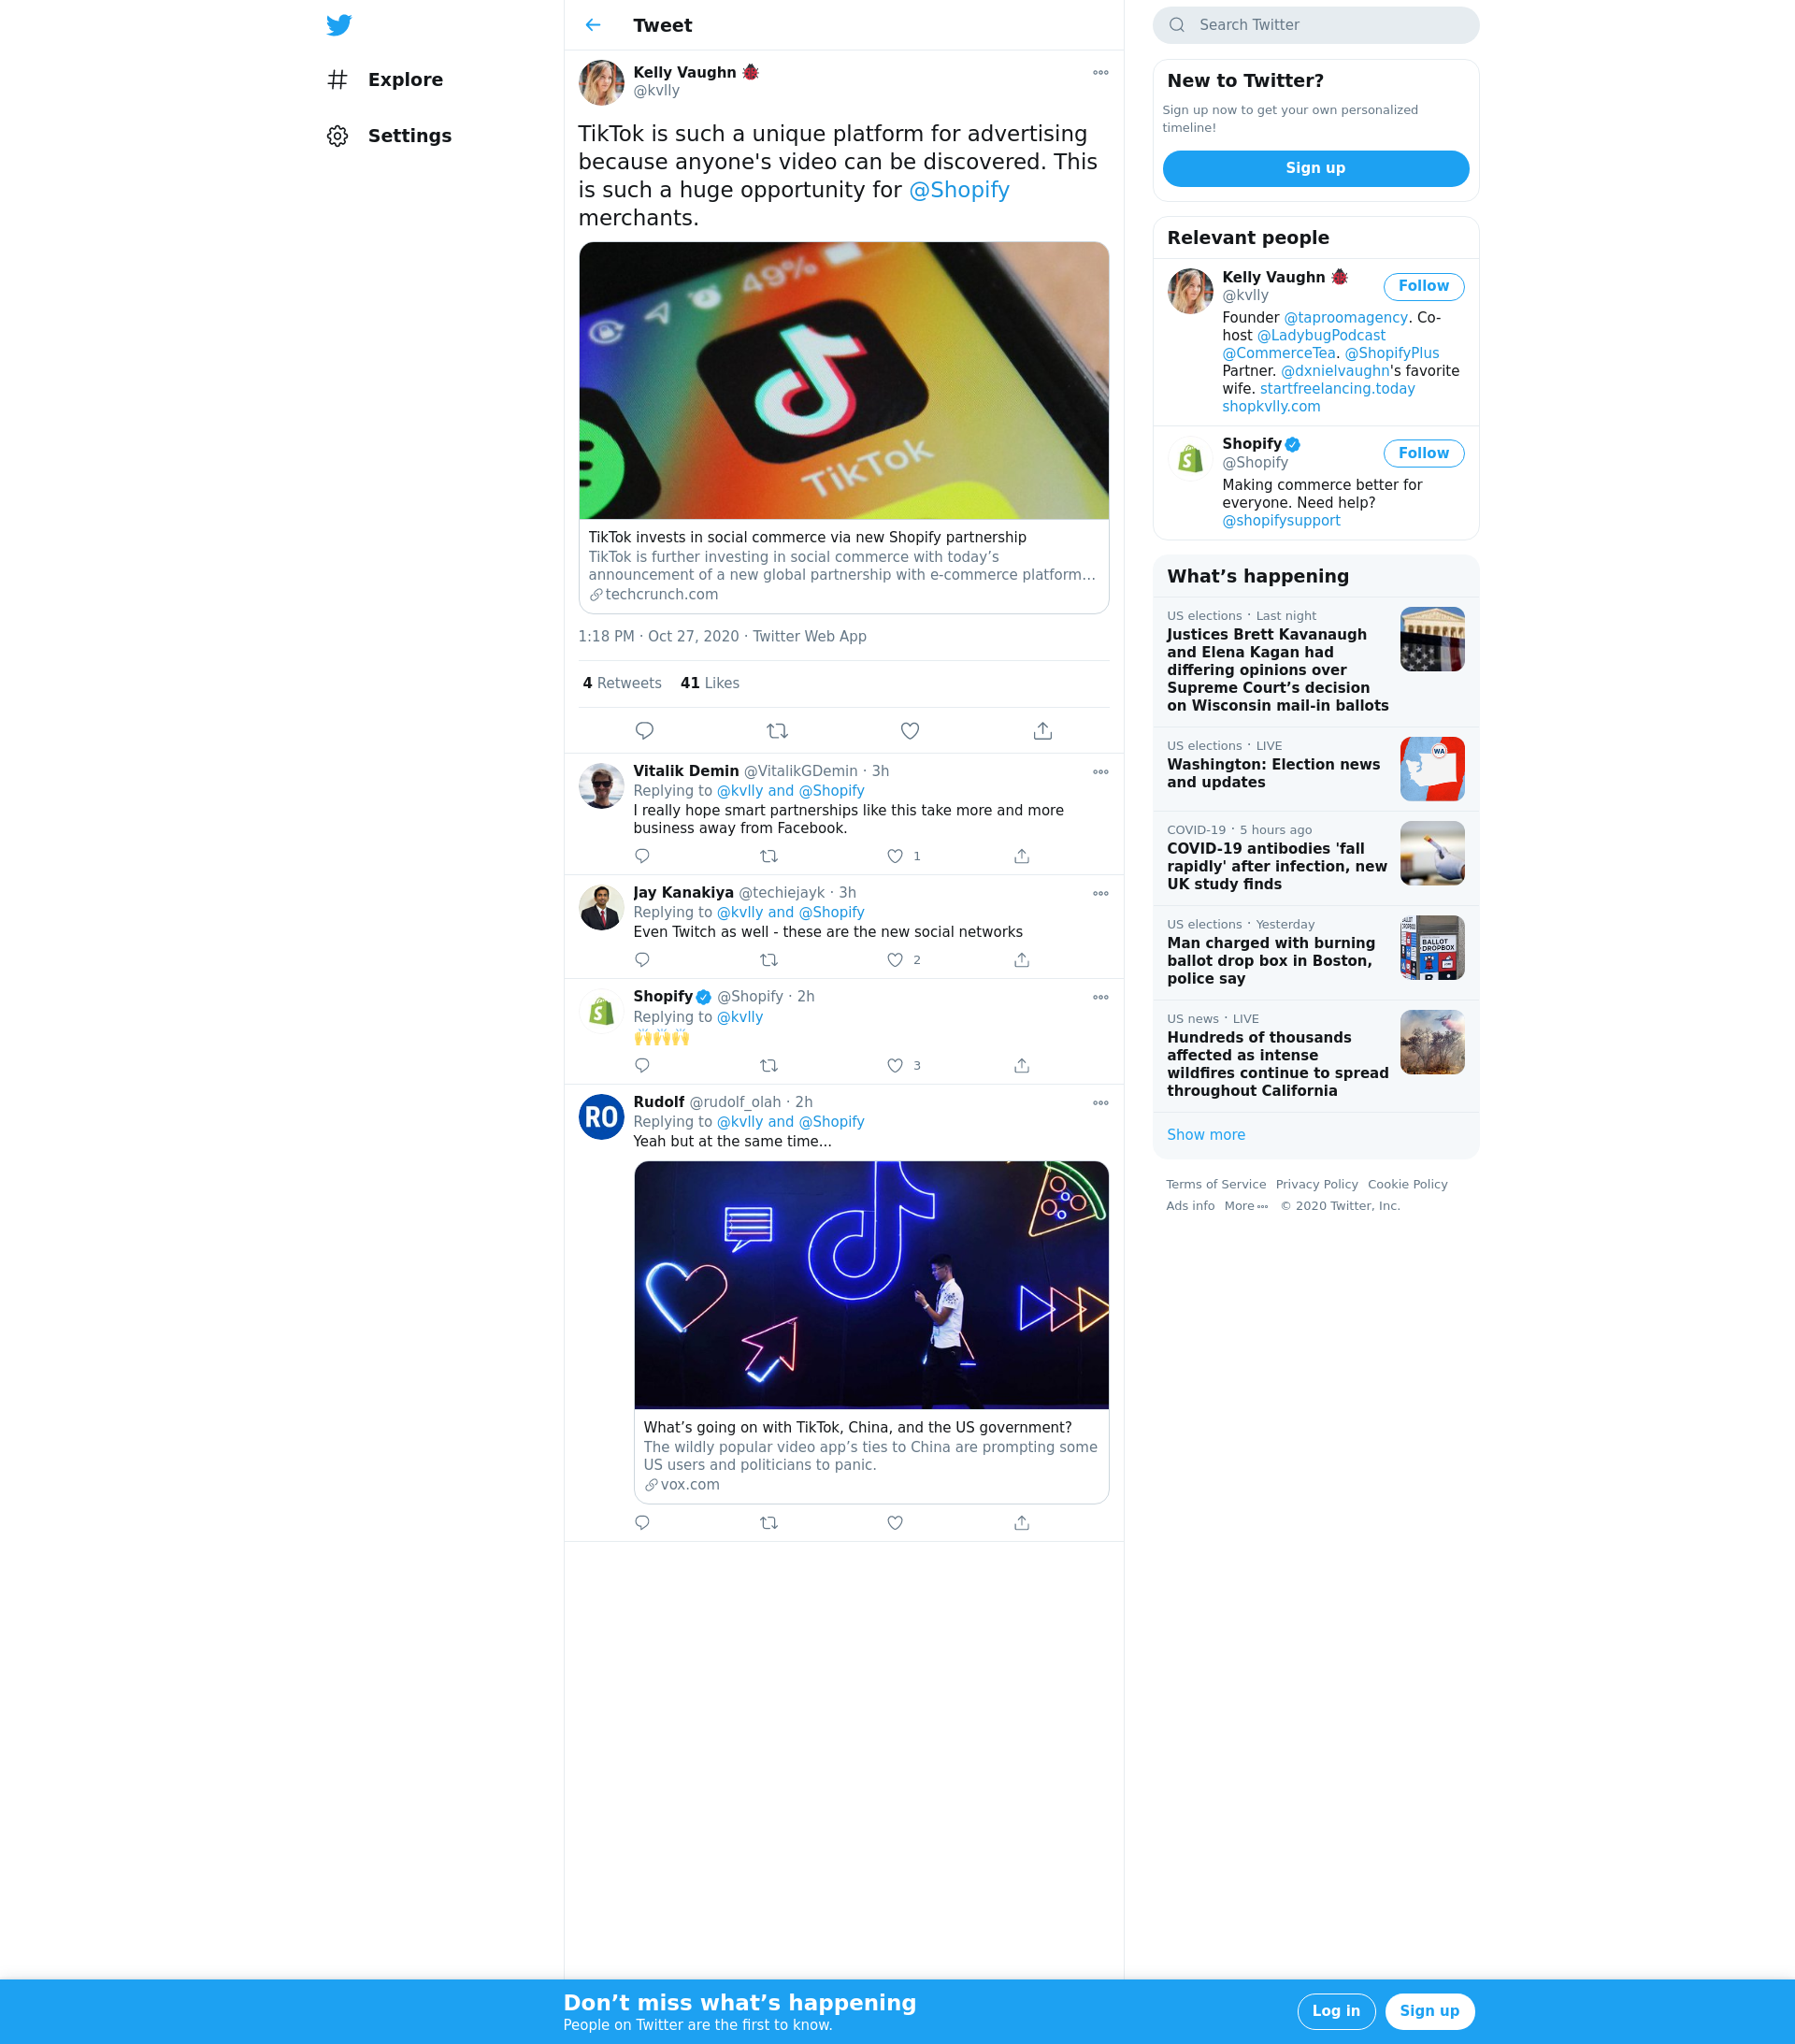 Explore
Settings
Tweet
Kelly Vaughn 🐞
@kvlly
TikTok is such a unique platform for advertising
because anyone's video can be discovered. This
is such a huge opportunity for @Shopify
merchants.
49%
TikTok
TikTok invests in social commerce via new Shopify partnership
TikTok is further investing in social commerce with today’s
announcement of a new global partnership with e-commerce platform…
techcrunch.com
1:18 PM · Oct 27, 2020 · Twitter Web App
4 Retweets 41 Likes
Vitalik Demin @VitalikGDemin · 3h
Replying to @kvlly and @Shopify
I really hope smart partnerships like this take more and more
business away from Facebook.
1
Jay Kanakiya @techiejayk · 3h
Replying to @kvlly and @Shopify
Even Twitch as well - these are the new social networks
2
Shopify @Shopify · 2h
Replying to @kvlly
🙌🙌🙌
3
RO
Rudolf @rudolf_olah · 2h
Replying to @kvlly and @Shopify
Yeah but at the same time...
What’s going on with TikTok, China, and the US government?
The wildly popular video app’s ties to China are prompting some
US users and politicians to panic.
vox.com
Search Twitter
New to Twitter?
Sign up now to get your own personalized
timeline!
Sign up
Relevant people
Kelly Vaughn 🐞
@kvlly
Follow
Founder @taproomagency. Co-
host @LadybugPodcast
@CommerceTea. @ShopifyPlus
Partner. @dxnielvaughn's favorite
wife. startfreelancing.today
shopkvlly.com
Shopify
@Shopify
Follow
Making commerce better for
everyone. Need help?
@shopifysupport
What’s happening
US elections · Last night
Justices Brett Kavanaugh
and Elena Kagan had
differing opinions over
Supreme Court’s decision
on Wisconsin mail-in ballots
US elections · LIVE
Washington: Election news
and updates
WA
COVID-19 · 5 hours ago
COVID-19 antibodies 'fall
rapidly' after infection, new
UK study finds
US elections · Yesterday
Man charged with burning
ballot drop box in Boston,
police say
BALLOT
DROPBOX
US news · LIVE
Hundreds of thousands
affected as intense
wildfires continue to spread
throughout California
Show more
Terms of Service Privacy Policy Cookie Policy
Ads info More © 2020 Twitter, Inc.
Don’t miss what’s happening
People on Twitter are the first to know.
Log in
Sign up